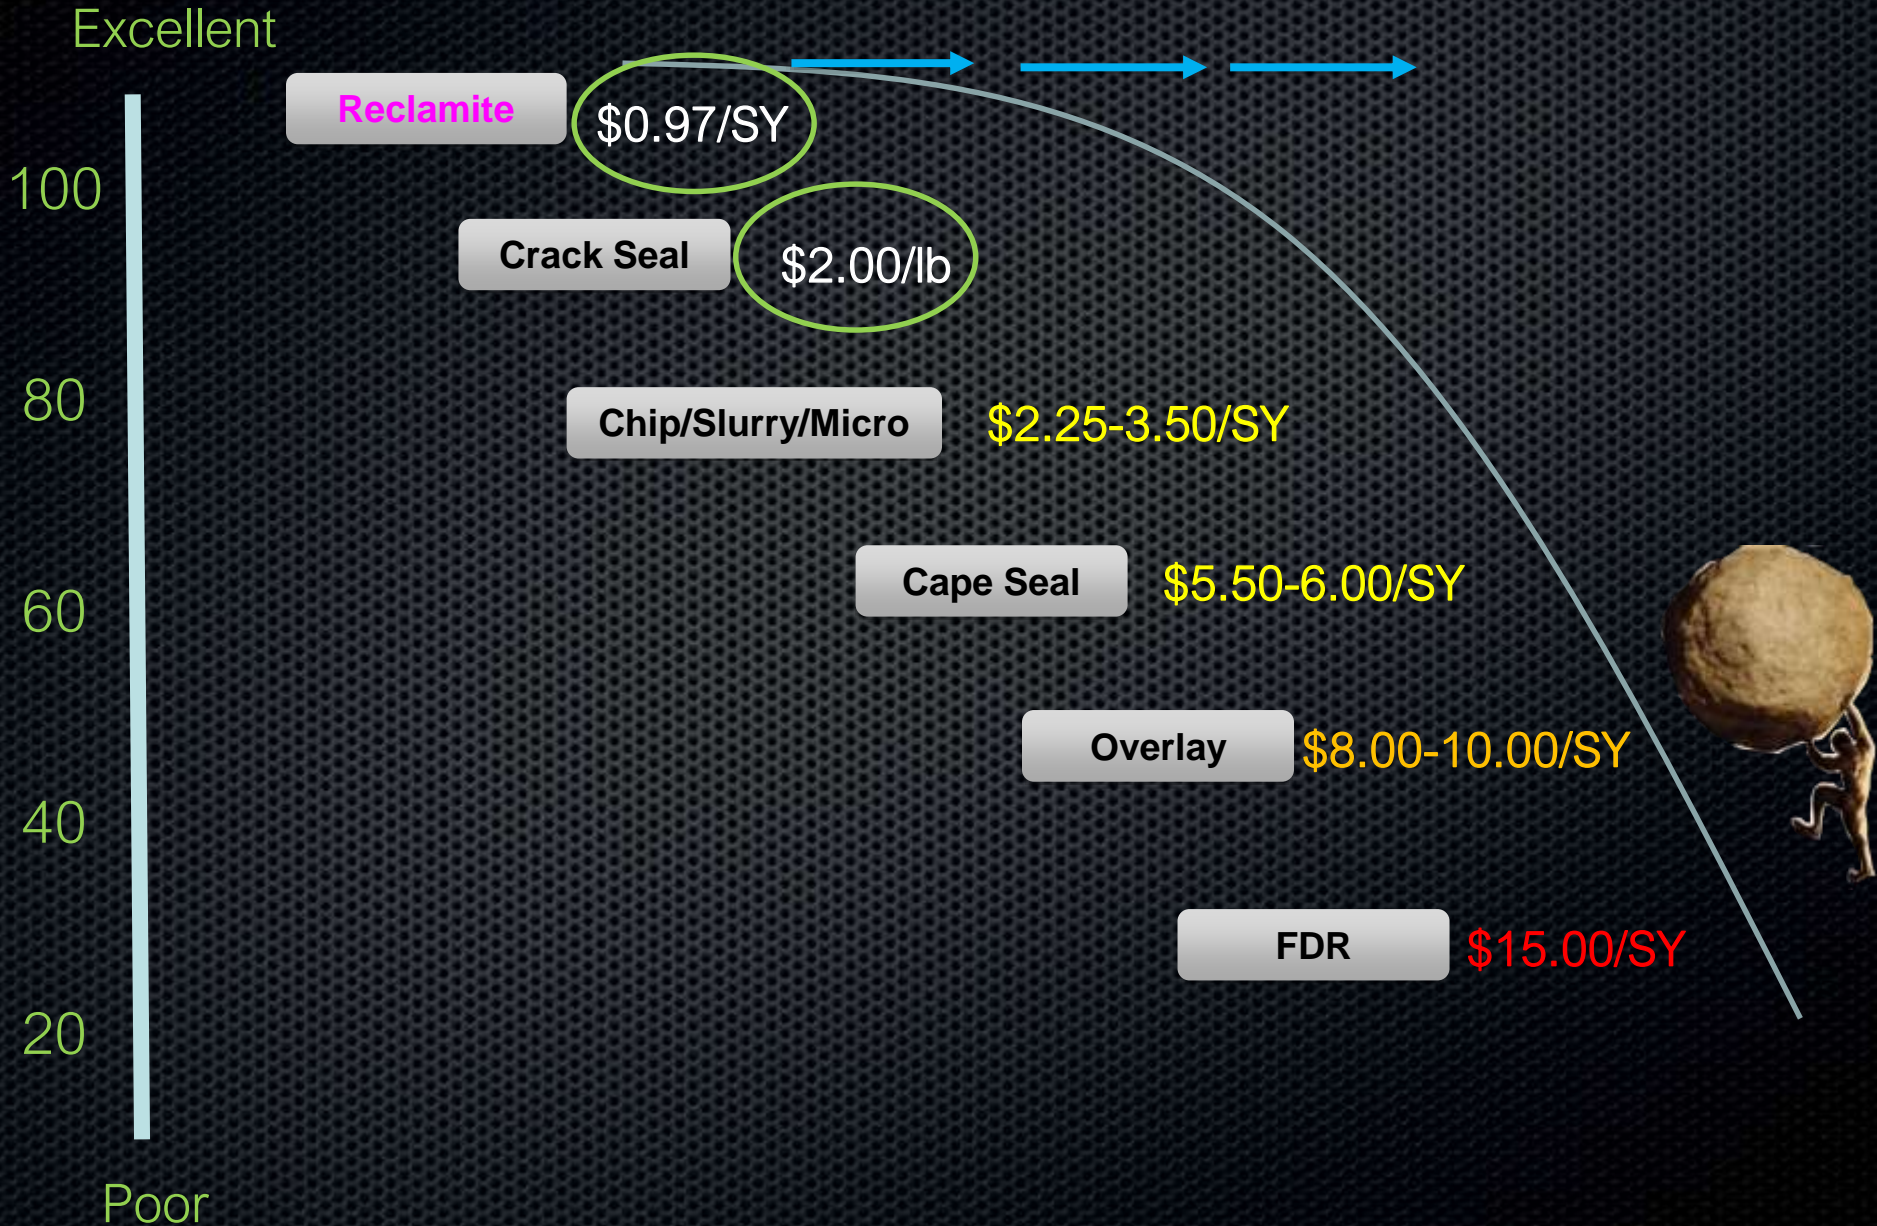 Excellent
Reclamite
$0.97/SY
100
Crack Seal
$2.00/lb
80
Chip/Slurry/Micro
$2.25-3.50/SY
Cape Seal
$5.50-6.00/SY
60
Overlay
$8.00-10.00/SY
40
FDR
$15.00/SY
20
Poor